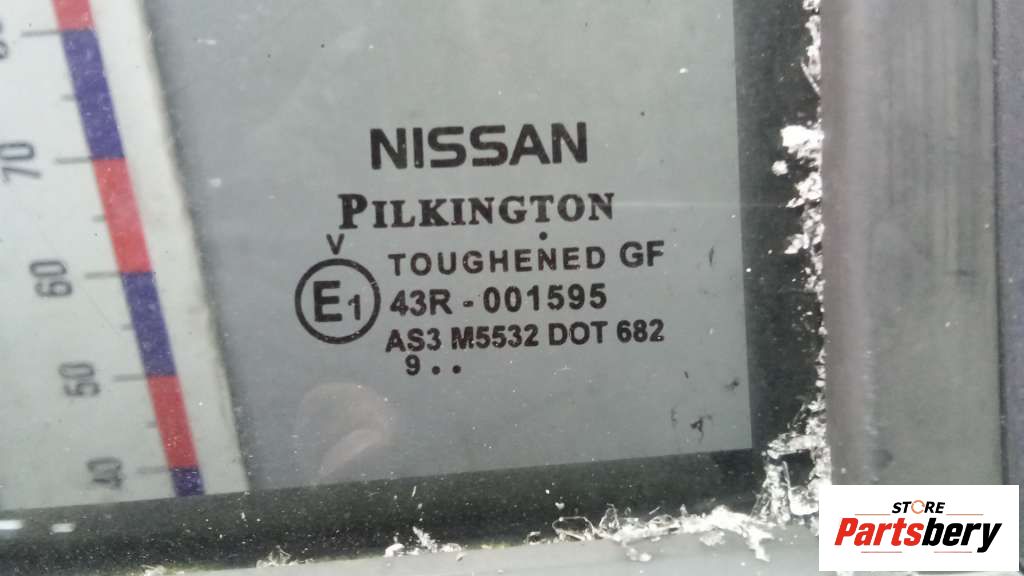 NISSAN
PILKINGTON
V
TOUGHENED GF
E1
43R - 001595
AS3 M5532 DOT 682
9 . .
70
60
50
40
STORE
Partsbery